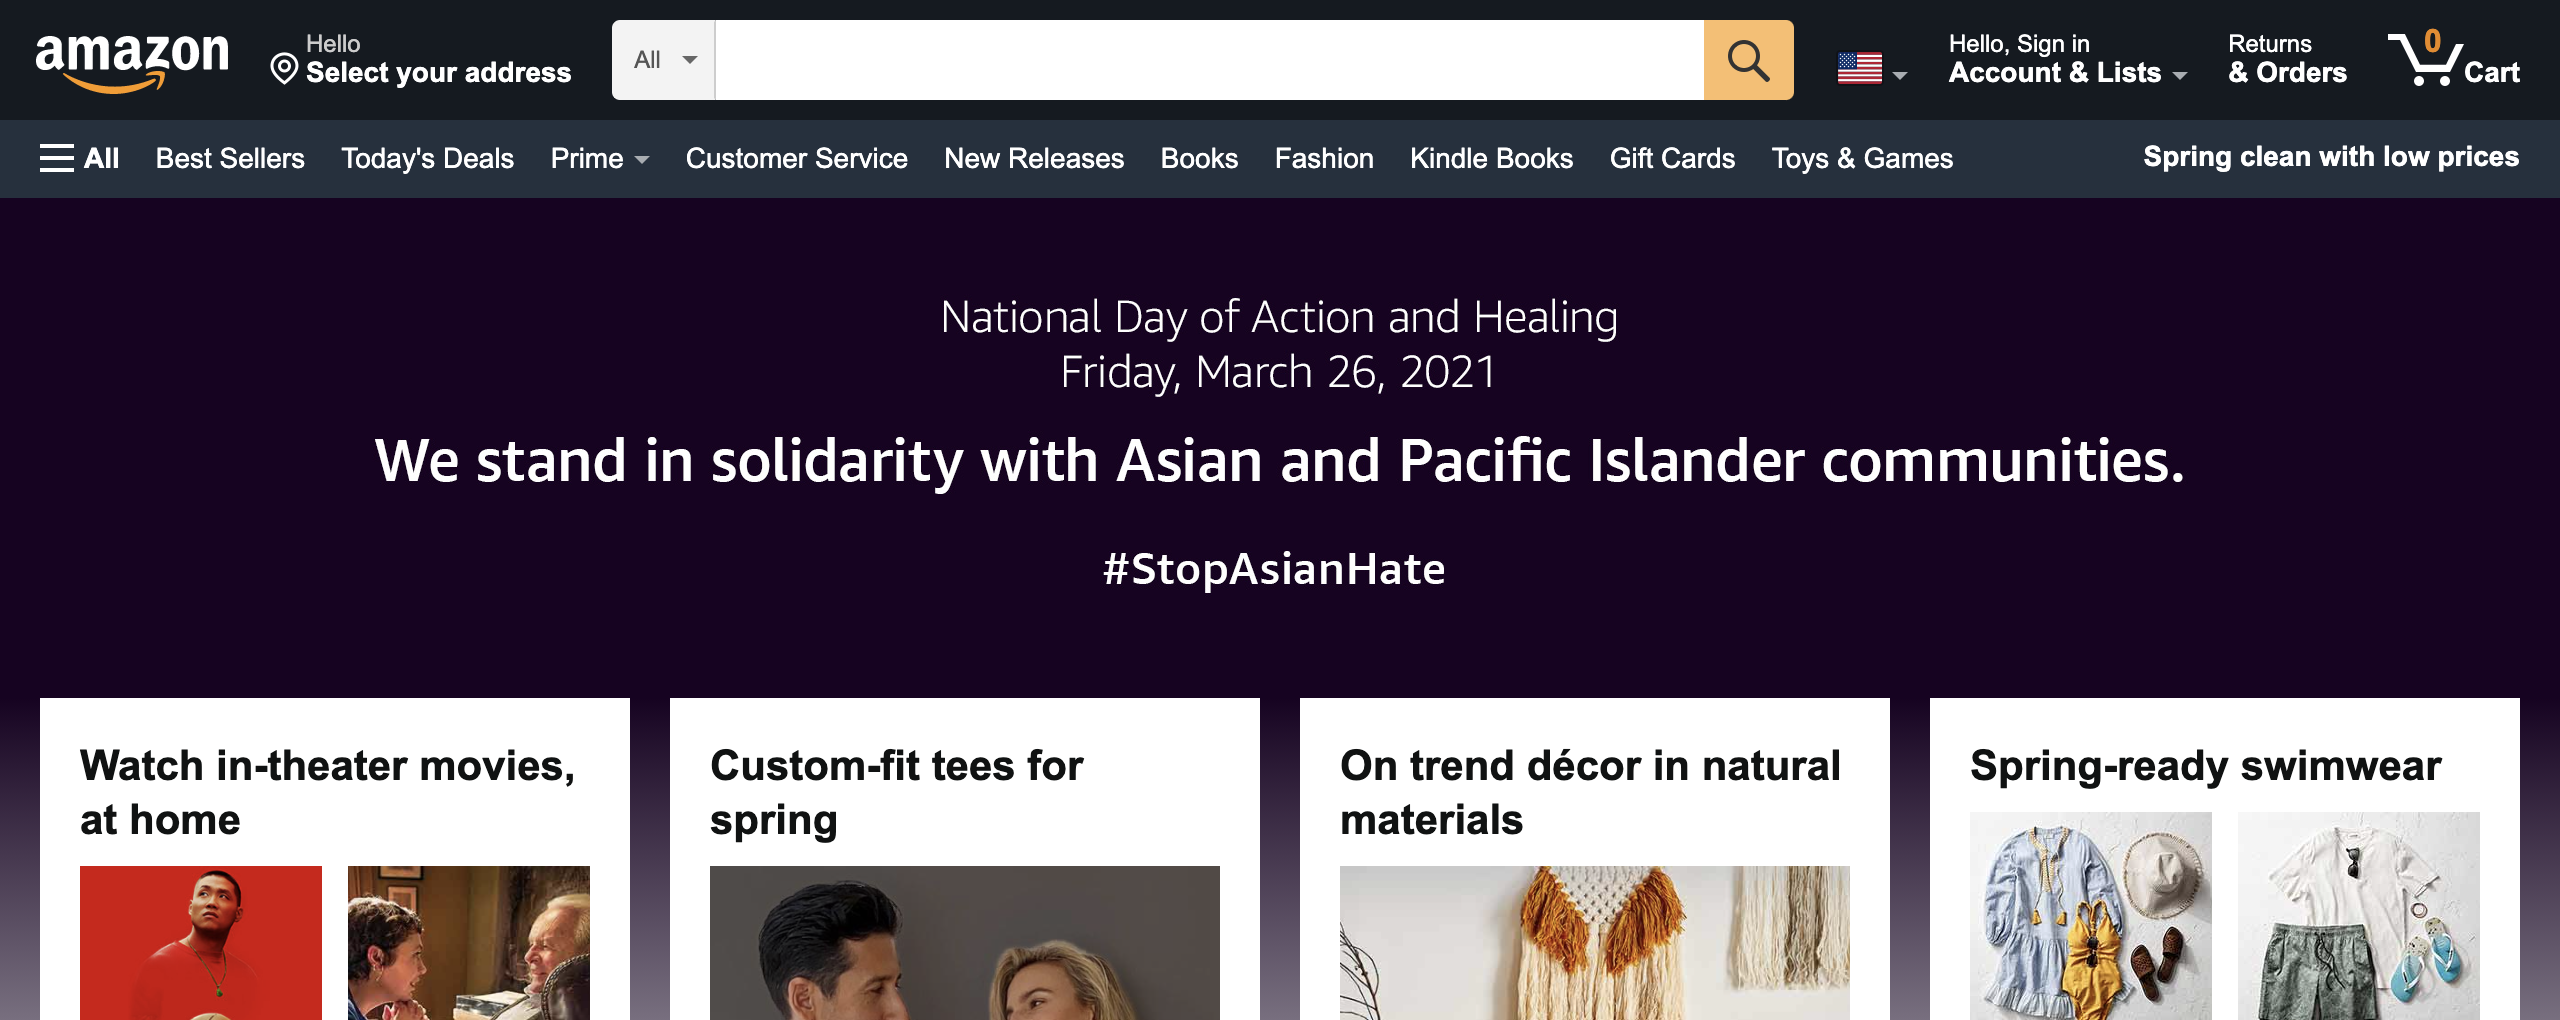 amazon
Hello
Select your address
All
Hello, Sign in
Account & Lists
Returns
& Orders
0
Cart
All
Best Sellers
Today's Deals
Prime
Customer Service
New Releases
Books
Fashion
Kindle Books
Gift Cards
Toys & Games
Spring clean with low prices
National Day of Action and Healing
Friday, March 26, 2021
We stand in solidarity with Asian and Pacific Islander communities.
#StopAsianHate
Watch in-theater movies,
at home
Custom-fit tees for
spring
On trend décor in natural
materials
Spring-ready swimwear